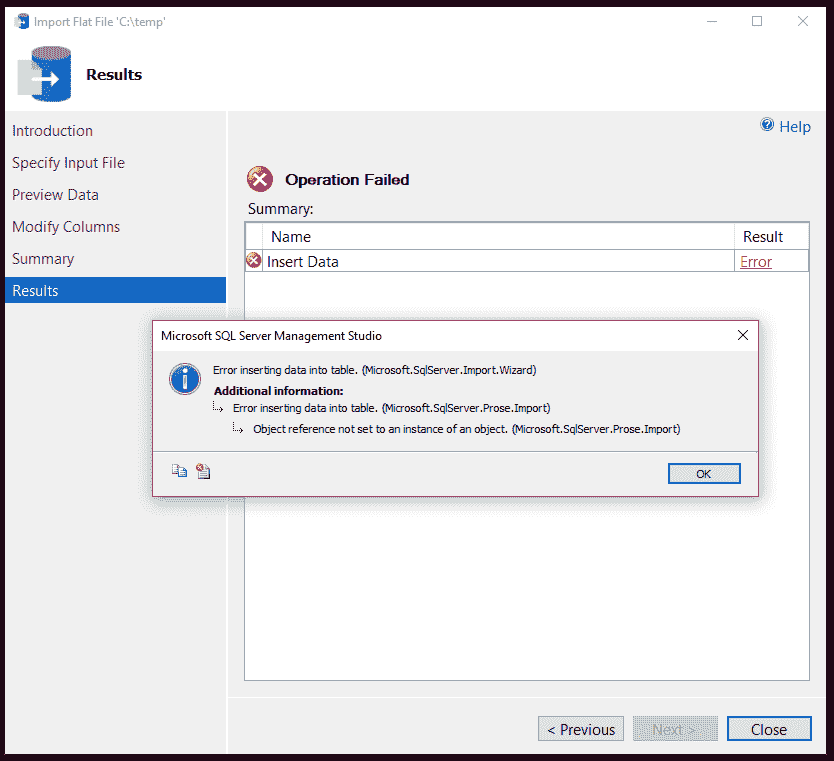 Import Flat File 'C:\temp'
Results
Introduction
Specify Input File
Preview Data
Modify Columns
Summary
Results
Help
Operation Failed
Summary:
Name Result
Insert Data Error
Microsoft SQL Server Management Studio
Error inserting data into table. (Microsoft.SqlServer.Import.Wizard)
Additional information:
Error inserting data into table. (Microsoft.SqlServer.Prose.Import)
Object reference not set to an instance of an object. (Microsoft.SqlServer.Prose.Import)
OK
< Previous Next > Close